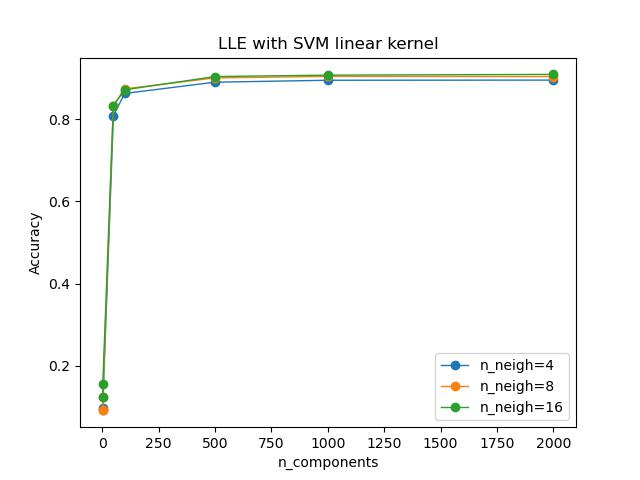 LLE with SVM linear kernel
Accuracy
0.8
0.6
0.4
0.2
n_neigh=4
n_neigh=8
n_neigh=16
0 250 500 750 1000 1250 1500 1750 2000
n_components